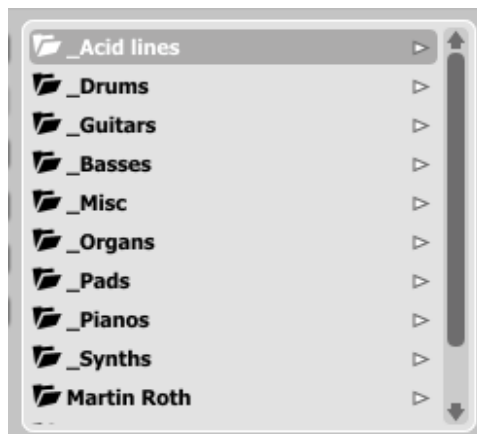 _Acid lines
_Drums
_Guitars
_Basses
_Misc
_Organs
_Pads
_Pianos
_Synths
Martin Roth